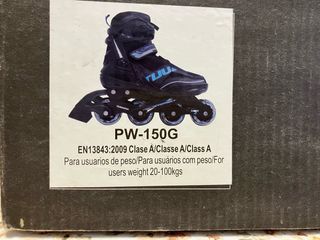 PW-150G
EN13843:2009 Clase A/Classe A/Class A
Para usuarios de peso/Para usuários com peso/For
users weight 20-100kgs